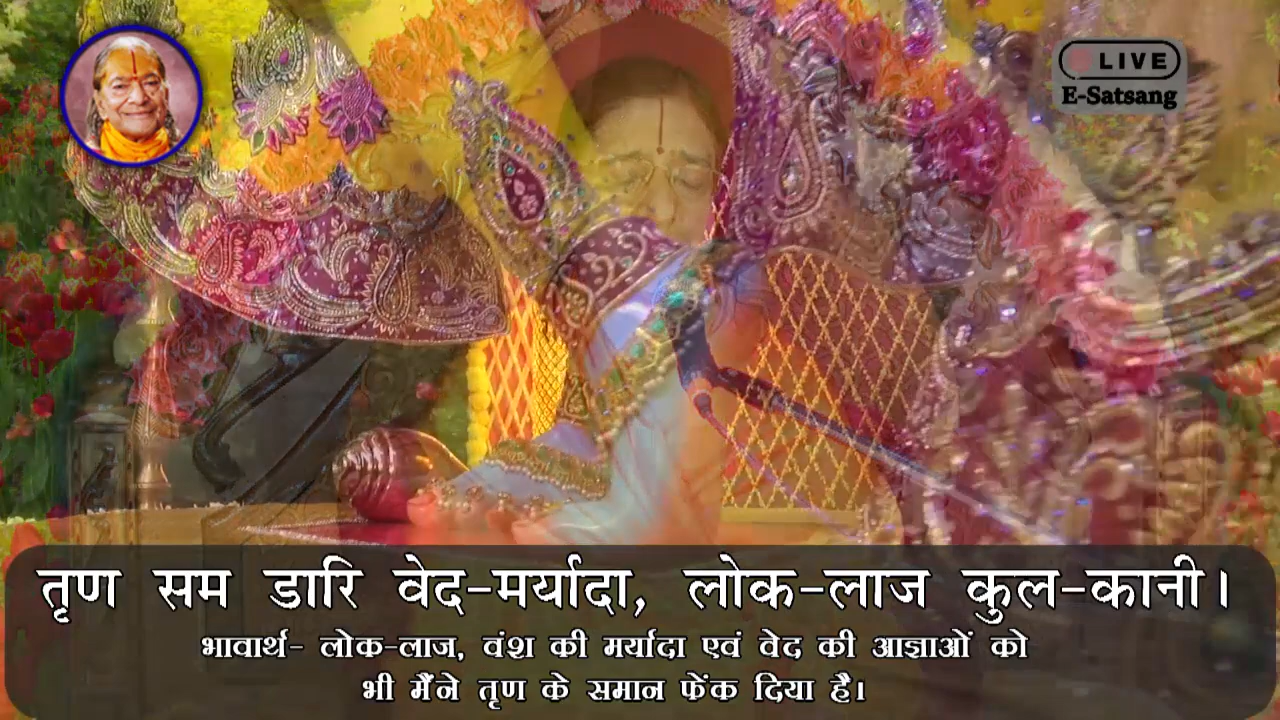 LIVE
E-Satsang
तृण सम डारि वेद-मर्यादा, लोक-लाज कुल-कानी।
भावार्थ- लोक-लाज, वंश की मर्यादा एवं वेद की आज्ञाओं को
भी मैंने तृण के समान फेंक दिया है।